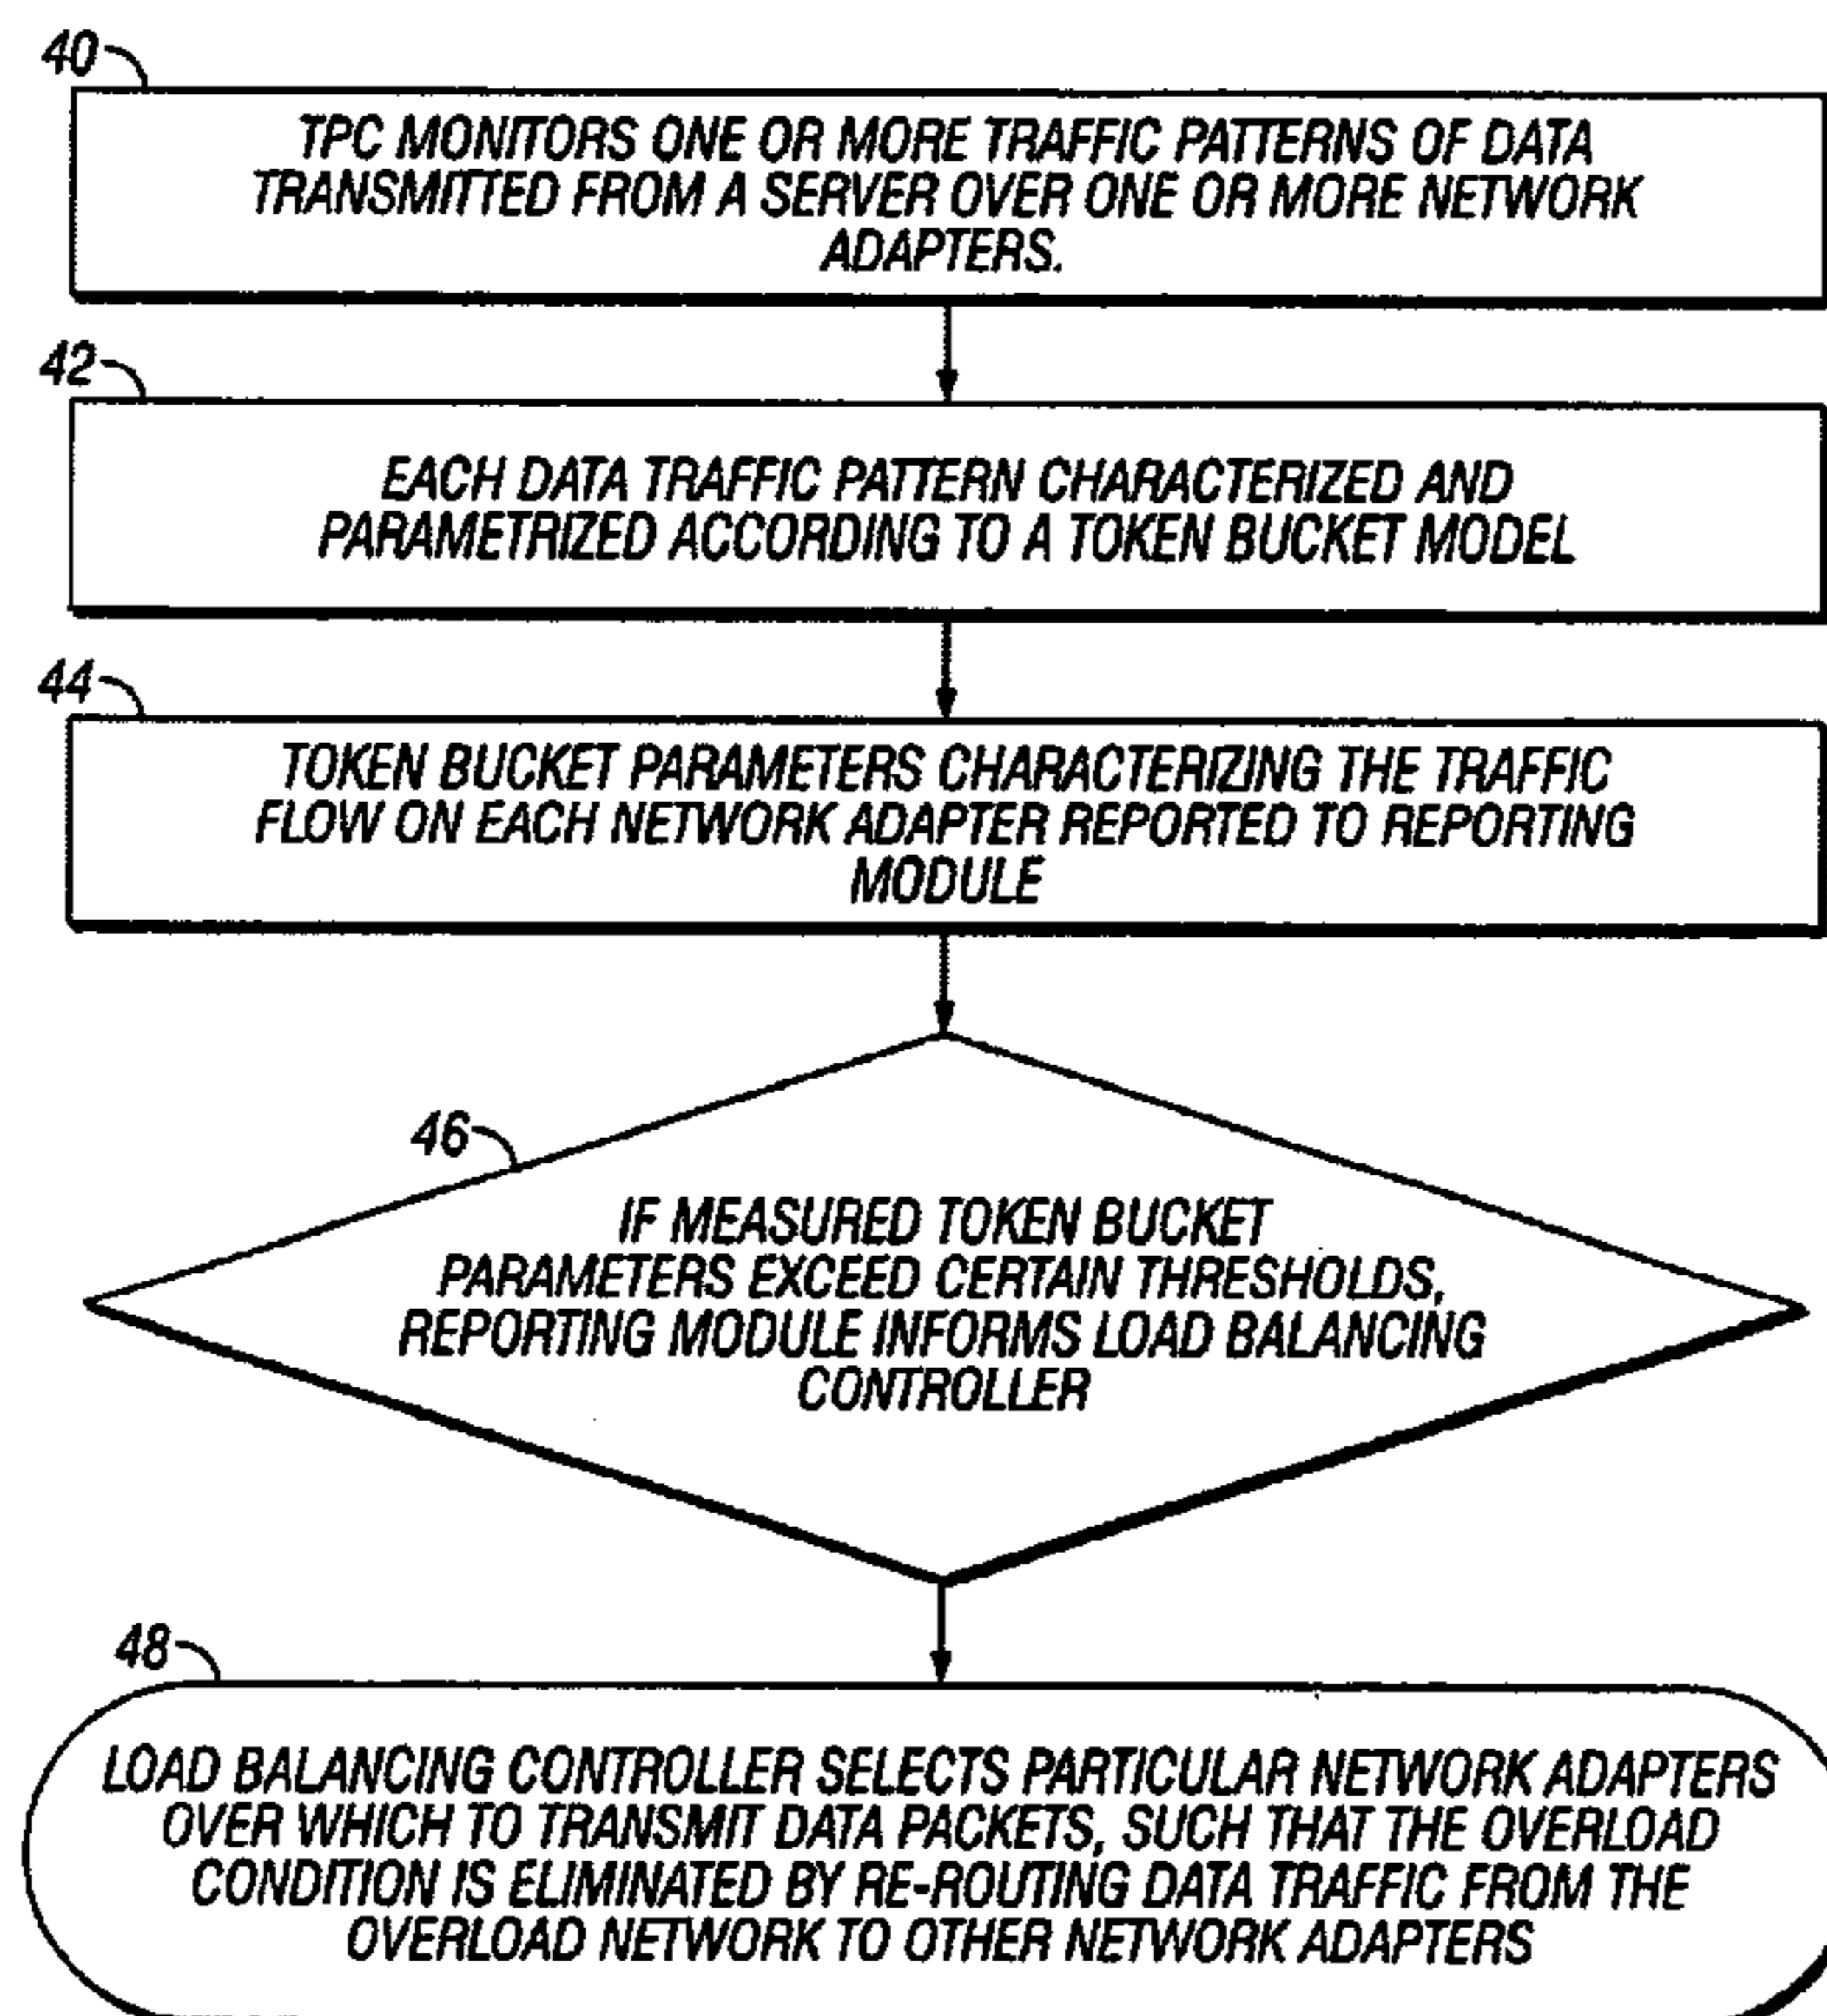 40
TPC MONITORS ONE OR MORE TRAFFIC PATTERNS OF DATA
TRANSMITTED FROM A SERVER OVER ONE OR MORE NETWORK
ADAPTERS.
42
EACH DATA TRAFFIC PATTERN CHARACTERIZED AND
PARAMETRIZED ACCORDING TO A TOKEN BUCKET MODEL
44
TOKEN BUCKET PARAMETERS CHARACTERIZING THE TRAFFIC
FLOW ON EACH NETWORK ADAPTER REPORTED TO REPORTING
MODULE
46
IF MEASURED TOKEN BUCKET
PARAMETERS EXCEED CERTAIN THRESHOLDS,
REPORTING MODULE INFORMS LOAD BALANCING
CONTROLLER
48
LOAD BALANCING CONTROLLER SELECTS PARTICULAR NETWORK ADAPTERS
OVER WHICH TO TRANSMIT DATA PACKETS, SUCH THAT THE OVERLOAD
CONDITION IS ELIMINATED BY RE-ROUTING DATA TRAFFIC FROM THE
OVERLOAD NETWORK TO OTHER NETWORK ADAPTERS